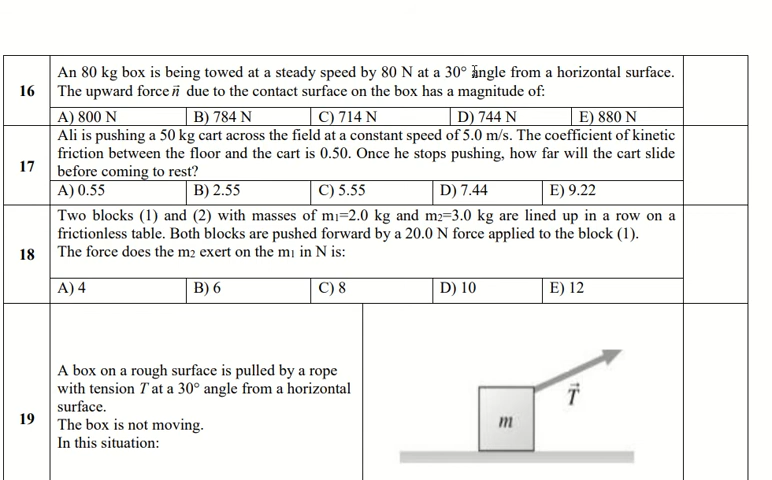 16
An 80 kg box is being towed at a steady speed by 80 N at a 30° angle from a horizontal surface.
The upward force n⃗ due to the contact surface on the box has a magnitude of:
A) 800 N B) 784 N C) 714 N D) 744 N E) 880 N
17
Ali is pushing a 50 kg cart across the field at a constant speed of 5.0 m/s. The coefficient of kinetic
friction between the floor and the cart is 0.50. Once he stops pushing, how far will the cart slide
before coming to rest?
A) 0.55 B) 2.55 C) 5.55 D) 7.44 E) 9.22
18
Two blocks (1) and (2) with masses of m₁=2.0 kg and m₂=3.0 kg are lined up in a row on a
frictionless table. Both blocks are pushed forward by a 20.0 N force applied to the block (1).
The force does the m₂ exert on the m₁ in N is:
A) 4 B) 6 C) 8 D) 10 E) 12
19
A box on a rough surface is pulled by a rope
with tension T at a 30° angle from a horizontal
surface.
The box is not moving.
In this situation:
T⃗
m